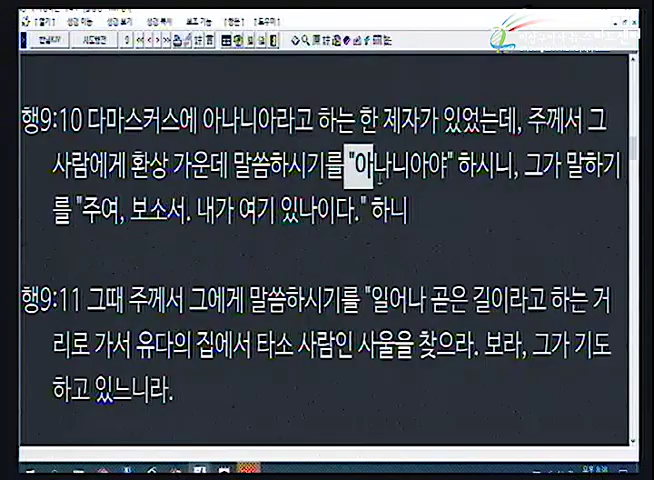 행9:10 다마스커스에 아나니아라고 하는 한 제자가 있었는데, 주께서 그
사람에게 환상 가운데 말씀하시기를 "아나니아야" 하시니, 그가 말하기
를 "주여, 보소서. 내가 여기 있나이다." 하니
행9:11 그때 주께서 그에게 말씀하시기를 "일어나 곧은 길이라고 하는 거
리로 가서 유다의 집에서 타소 사람인 사울을 찾으라. 보라, 그가 기도
하고 있느니라.